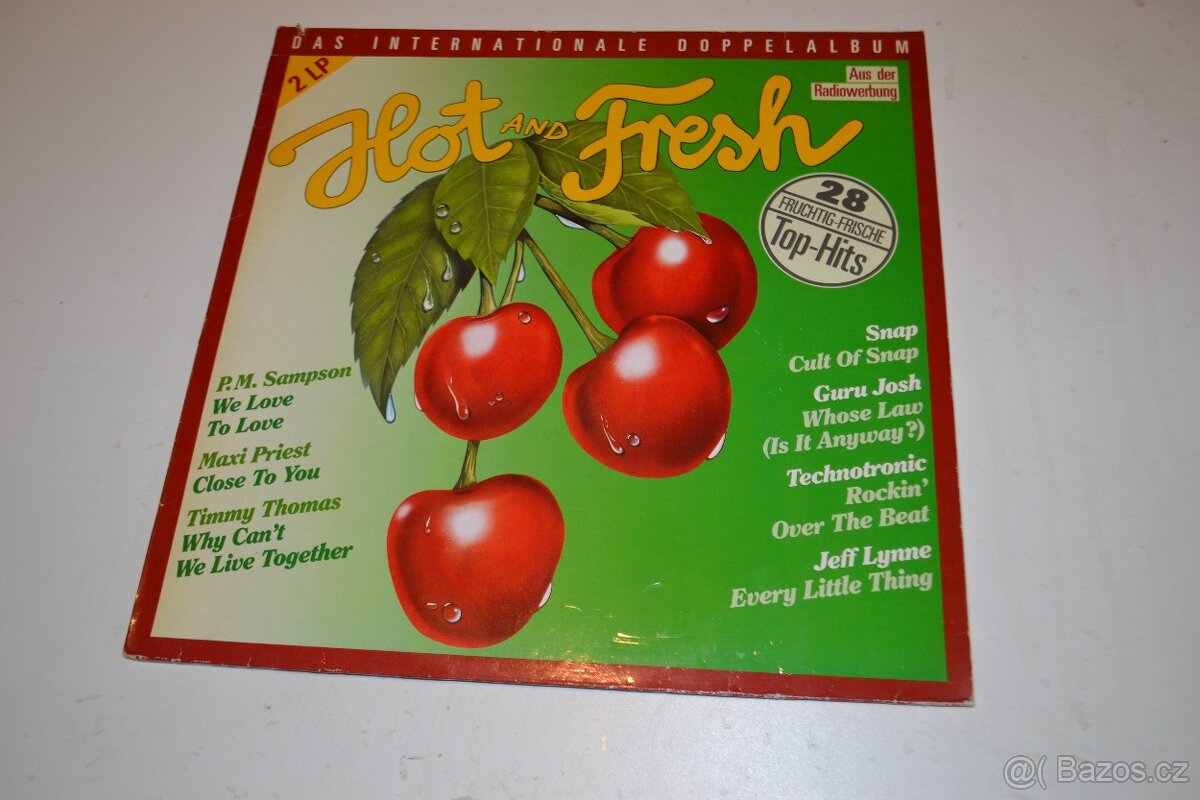 DAS INTERNATIONALE DOPPELALBUM
2 LP
Aus der
Radiowerbung
Hot AND Fresh
28
FRUCHTIG-FRISCHE
Top-Hits
P.M. Sampson
We Love
To Love
Maxi Priest
Close To You
Timmy Thomas
Why Can't
We Live Together
Snap
Cult Of Snap
Guru Josh
Whose Law
(Is It Anyway?)
Technotronic
Rockin'
Over The Beat
Jeff Lynne
Every Little Thing
@( Bazos.cz